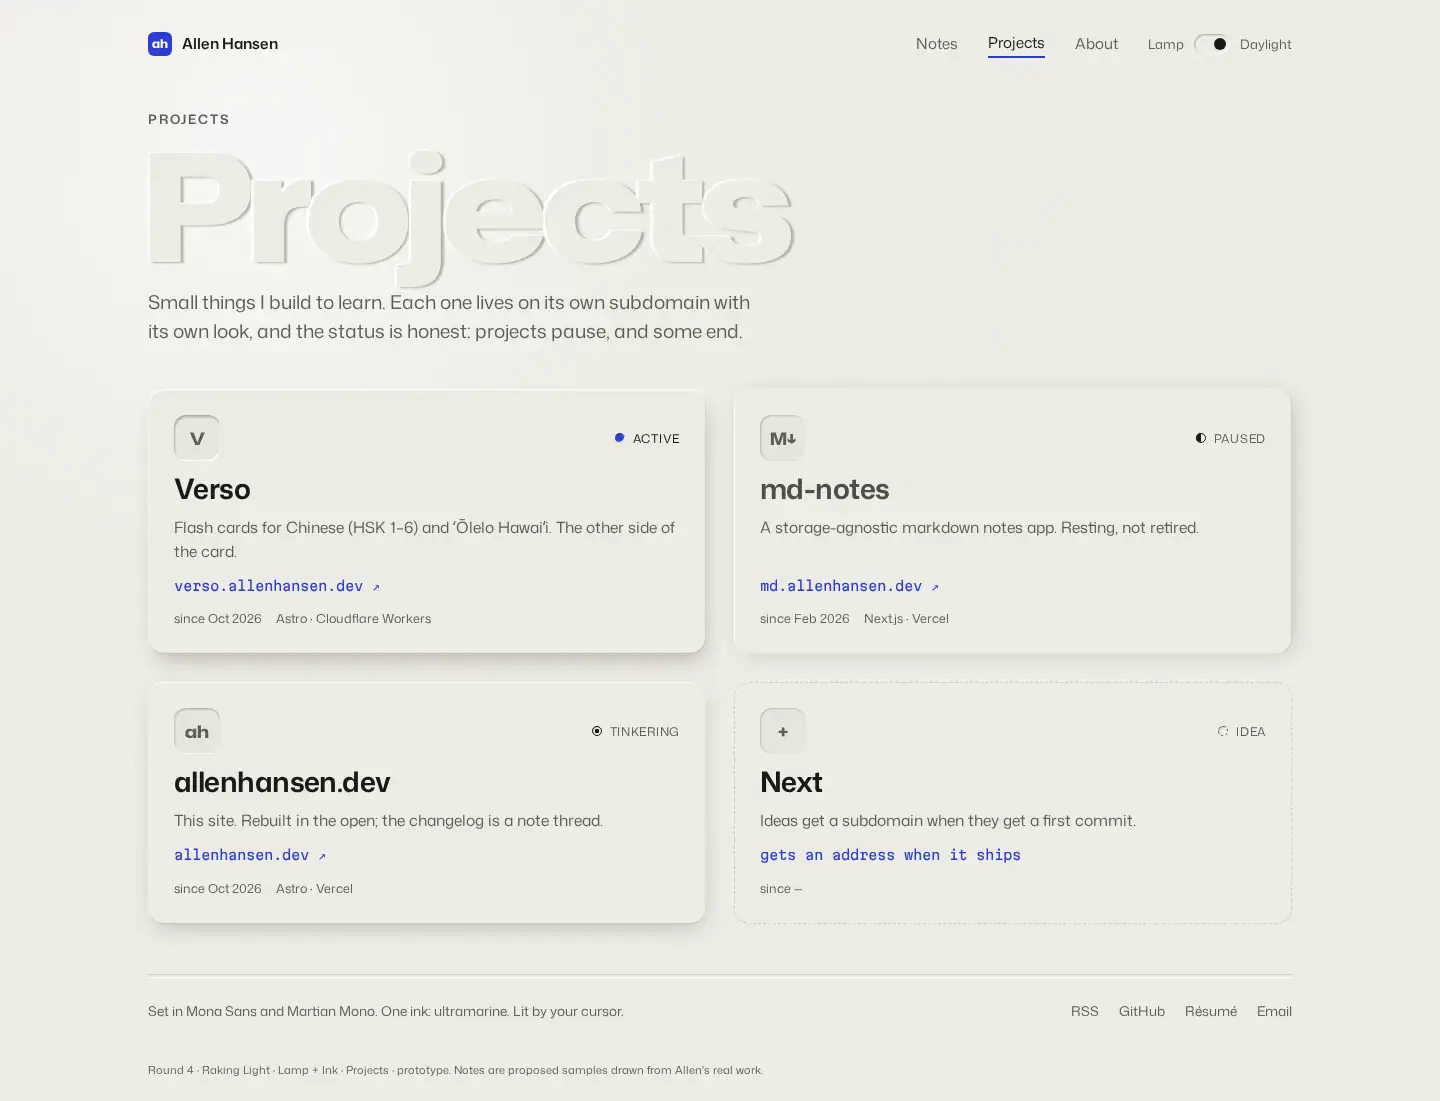 ah Allen Hansen
Notes Projects About Lamp Daylight
PROJECTS
Projects
Small things I build to learn. Each one lives on its own subdomain with
its own look, and the status is honest: projects pause, and some end.
V ACTIVE
Verso
Flash cards for Chinese (HSK 1–6) and ʻŌlelo Hawaiʻi. The other side of
the card.
verso.allenhansen.dev ↗
since Oct 2026 Astro · Cloudflare Workers
M↓ PAUSED
md-notes
A storage-agnostic markdown notes app. Resting, not retired.
md.allenhansen.dev ↗
since Feb 2026 Next.js · Vercel
ah TINKERING
allenhansen.dev
This site. Rebuilt in the open; the changelog is a note thread.
allenhansen.dev ↗
since Oct 2026 Astro · Vercel
+ IDEA
Next
Ideas get a subdomain when they get a first commit.
gets an address when it ships
since —
Set in Mona Sans and Martian Mono. One ink: ultramarine. Lit by your cursor.
RSS GitHub Résumé Email
Round 4 · Raking Light · Lamp + Ink · Projects · prototype. Notes are proposed samples drawn from Allen's real work.